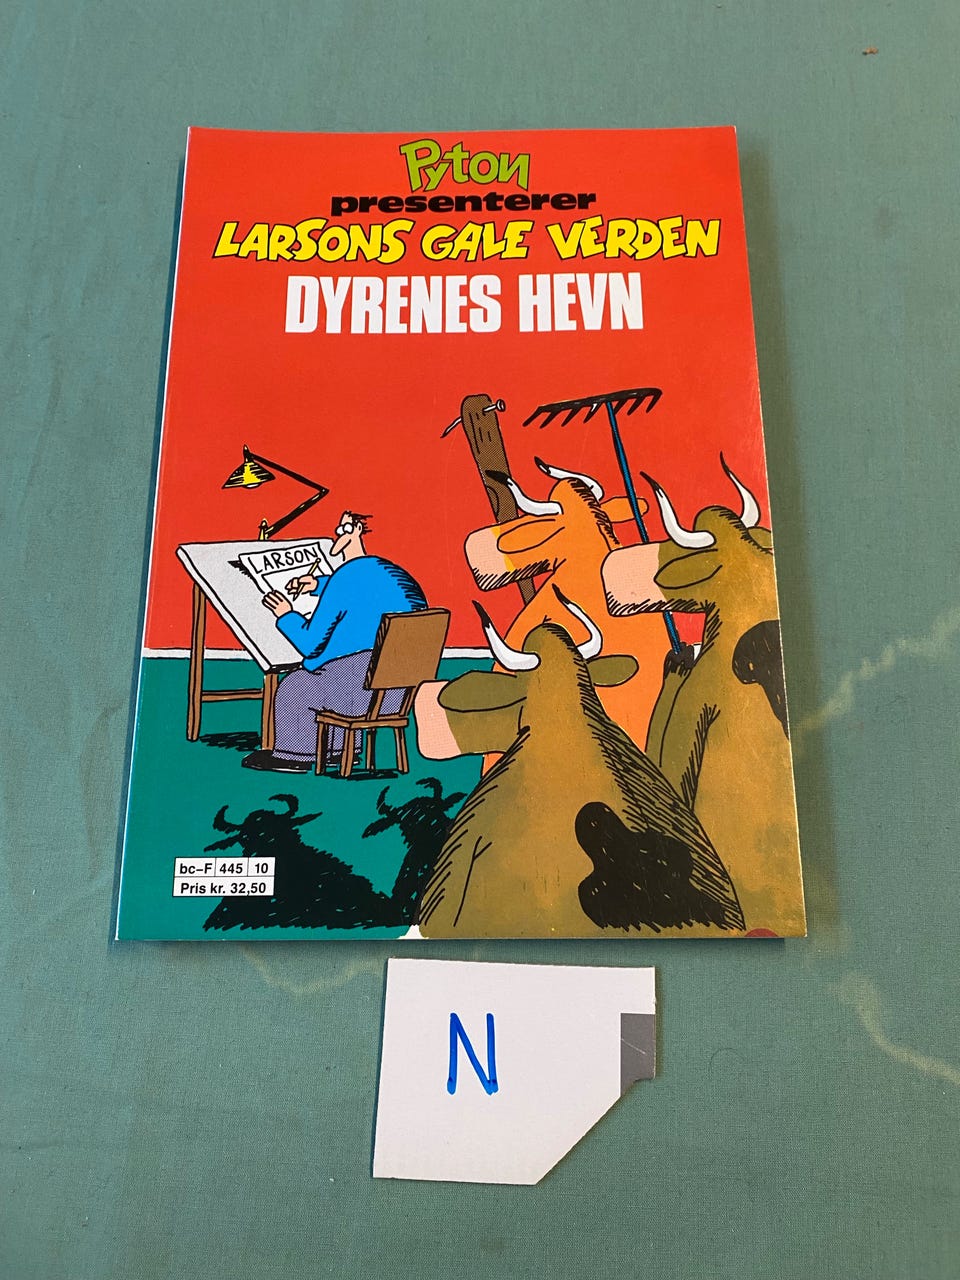 Pyton
presenterer
LARSONS GALE VERDEN
DYRENES HEVN
LARSON
bc-F 445 10
Pris kr. 32,50
N